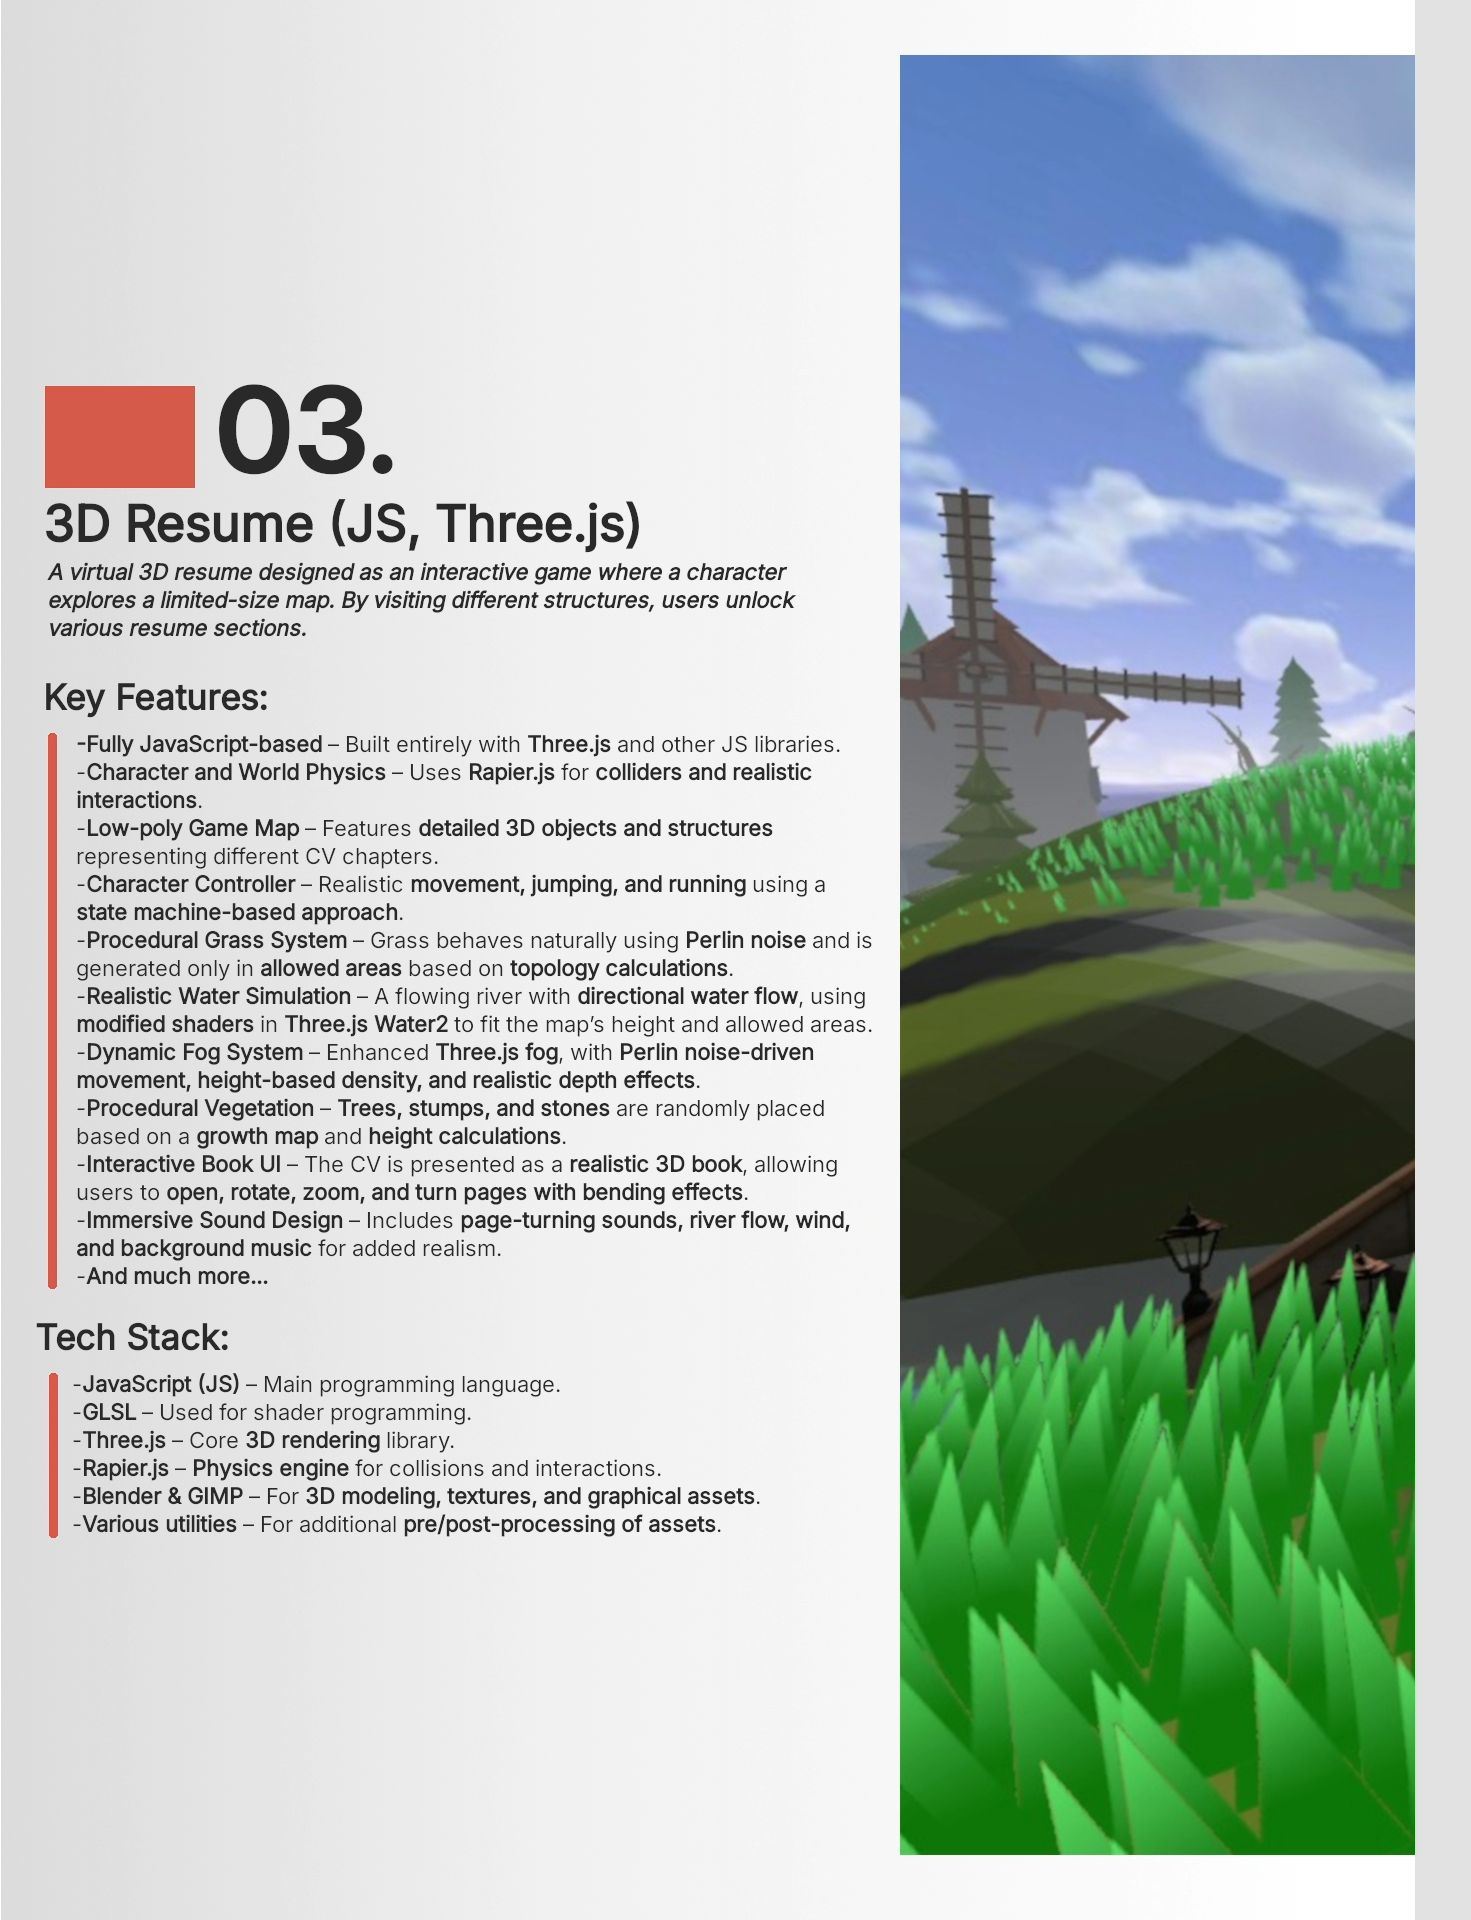 03.
3D Resume (JS, Three.js)
A virtual 3D resume designed as an interactive game where a character
explores a limited-size map. By visiting different structures, users unlock
various resume sections.
Key Features:
-Fully JavaScript-based – Built entirely with Three.js and other JS libraries.
-Character and World Physics – Uses Rapier.js for colliders and realistic
interactions.
-Low-poly Game Map – Features detailed 3D objects and structures
representing different CV chapters.
-Character Controller – Realistic movement, jumping, and running using a
state machine-based approach.
-Procedural Grass System – Grass behaves naturally using Perlin noise and is
generated only in allowed areas based on topology calculations.
-Realistic Water Simulation – A flowing river with directional water flow, using
modified shaders in Three.js Water2 to fit the map’s height and allowed areas.
-Dynamic Fog System – Enhanced Three.js fog, with Perlin noise-driven
movement, height-based density, and realistic depth effects.
-Procedural Vegetation – Trees, stumps, and stones are randomly placed
based on a growth map and height calculations.
-Interactive Book UI – The CV is presented as a realistic 3D book, allowing
users to open, rotate, zoom, and turn pages with bending effects.
-Immersive Sound Design – Includes page-turning sounds, river flow, wind,
and background music for added realism.
-And much more...
Tech Stack:
-JavaScript (JS) – Main programming language.
-GLSL – Used for shader programming.
-Three.js – Core 3D rendering library.
-Rapier.js – Physics engine for collisions and interactions.
-Blender & GIMP – For 3D modeling, textures, and graphical assets.
-Various utilities – For additional pre/post-processing of assets.